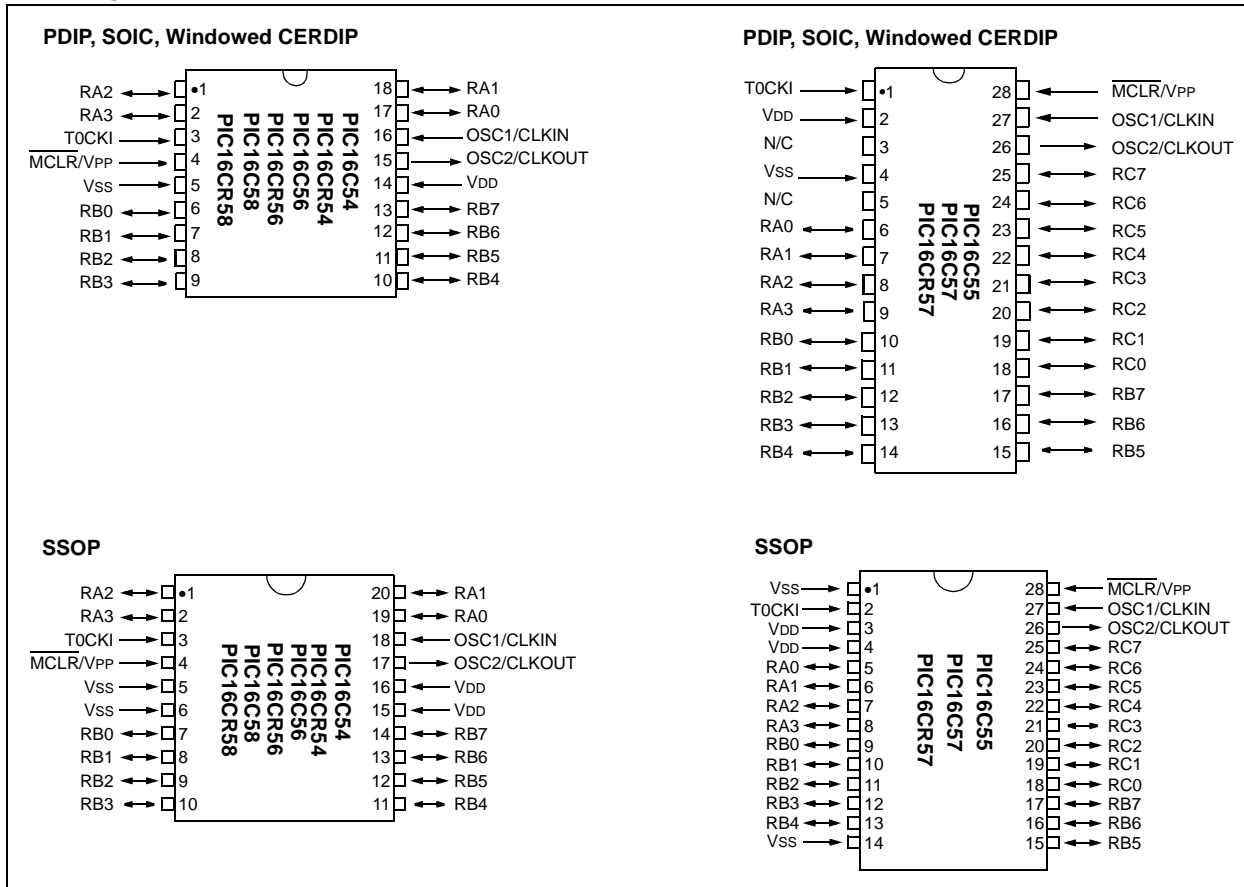 PDIP, SOIC, Windowed CERDIP
RA2 •1 18 RA1
RA3 2 17 RA0
T0CKI 3 16 OSC1/CLKIN
MCLR/VPP 4 15 OSC2/CLKOUT
VSS 5 14 VDD
RB0 6 13 RB7
RB1 7 12 RB6
RB2 8 11 RB5
RB3 9 10 RB4
PIC16C54
PIC16CR54
PIC16C56
PIC16CR56
PIC16C58
PIC16CR58
PDIP, SOIC, Windowed CERDIP
T0CKI •1 28 MCLR/VPP
VDD 2 27 OSC1/CLKIN
N/C 3 26 OSC2/CLKOUT
VSS 4 25 RC7
N/C 5 24 RC6
RA0 6 23 RC5
RA1 7 22 RC4
RA2 8 21 RC3
RA3 9 20 RC2
RB0 10 19 RC1
RB1 11 18 RC0
RB2 12 17 RB7
RB3 13 16 RB6
RB4 14 15 RB5
PIC16C55
PIC16C57
PIC16CR57
SSOP
RA2 •1 20 RA1
RA3 2 19 RA0
T0CKI 3 18 OSC1/CLKIN
MCLR/VPP 4 17 OSC2/CLKOUT
VSS 5 16 VDD
VSS 6 15 VDD
RB0 7 14 RB7
RB1 8 13 RB6
RB2 9 12 RB5
RB3 10 11 RB4
PIC16C54
PIC16CR54
PIC16C56
PIC16CR56
PIC16C58
PIC16CR58
SSOP
VSS •1 28 MCLR/VPP
T0CKI 2 27 OSC1/CLKIN
VDD 3 26 OSC2/CLKOUT
VDD 4 25 RC7
RA0 5 24 RC6
RA1 6 23 RC5
RA2 7 22 RC4
RA3 8 21 RC3
RB0 9 20 RC2
RB1 10 19 RC1
RB2 11 18 RC0
RB3 12 17 RB7
RB4 13 16 RB6
VSS 14 15 RB5
PIC16C55
PIC16C57
PIC16CR57